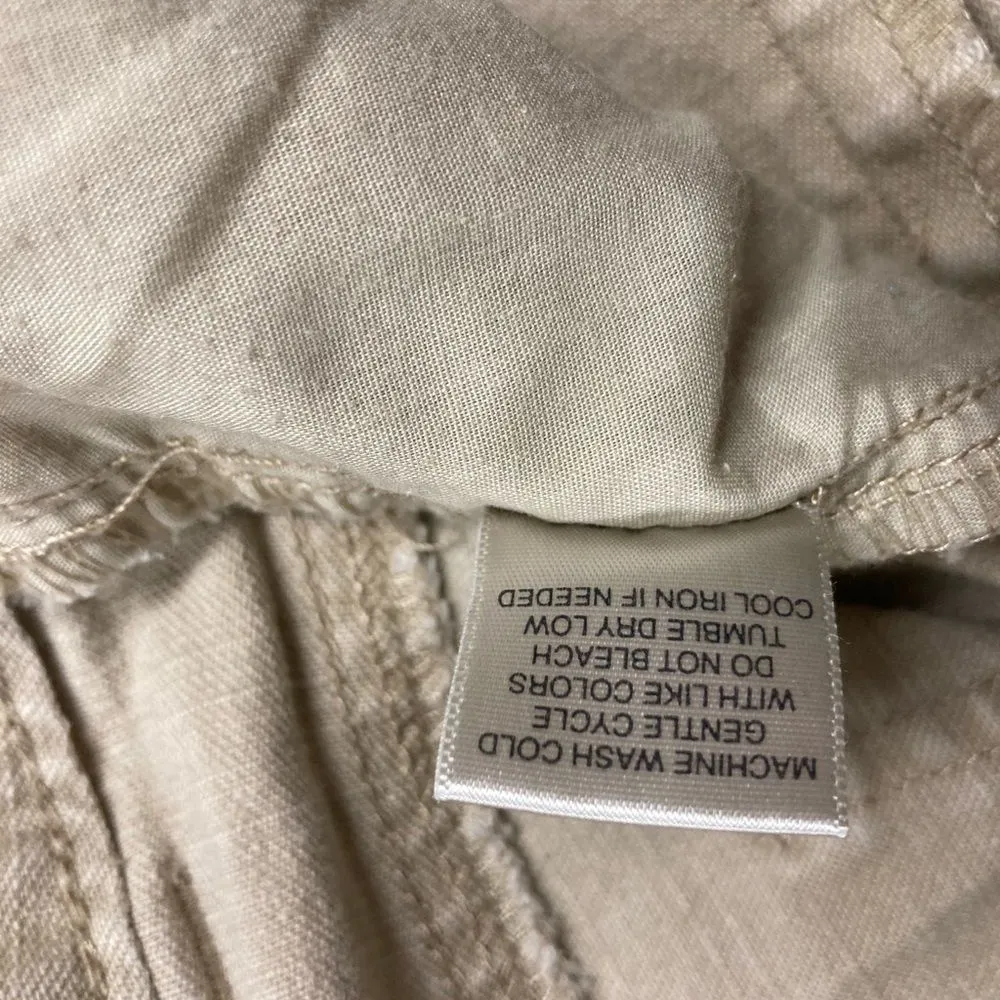 MACHINE WASH COLD
GENTLE CYCLE
WITH LIKE COLORS
DO NOT BLEACH
TUMBLE DRY LOW
COOL IRON IF NEEDED